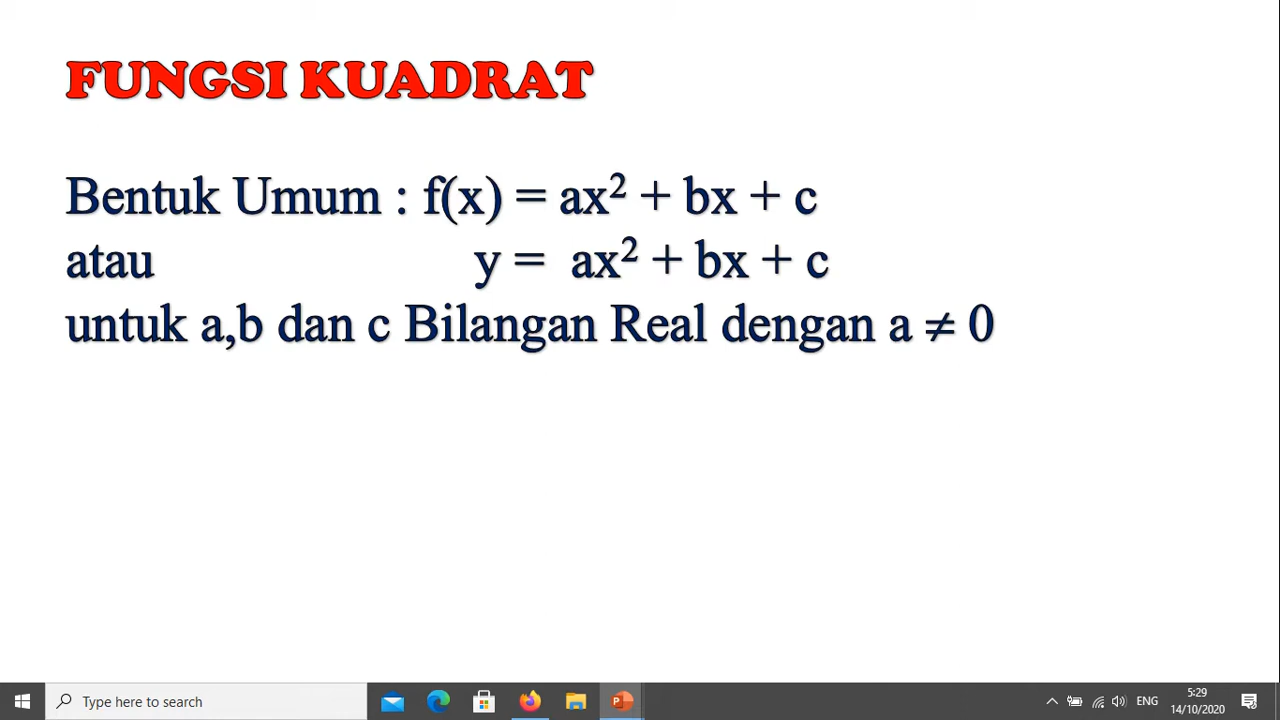 FUNGSI KUADRAT
Bentuk Umum : f(x) = ax² + bx + c
atau y = ax² + bx + c
untuk a,b dan c Bilangan Real dengan a ≠ 0
Type here to search
ENG
5:29
14/10/2020